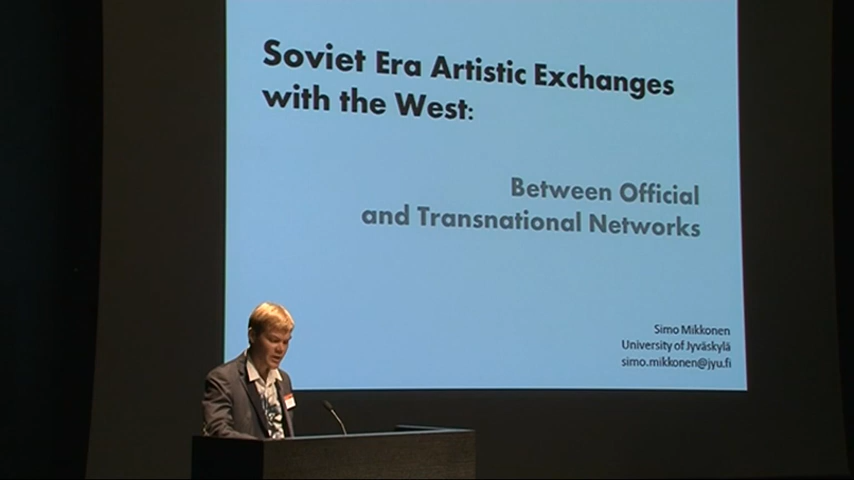 Soviet Era Artistic Exchanges
with the West:
Between Official
and Transnational Networks
Simo Mikkonen
University of Jyväskylä
simo.mikkonen@jyu.fi